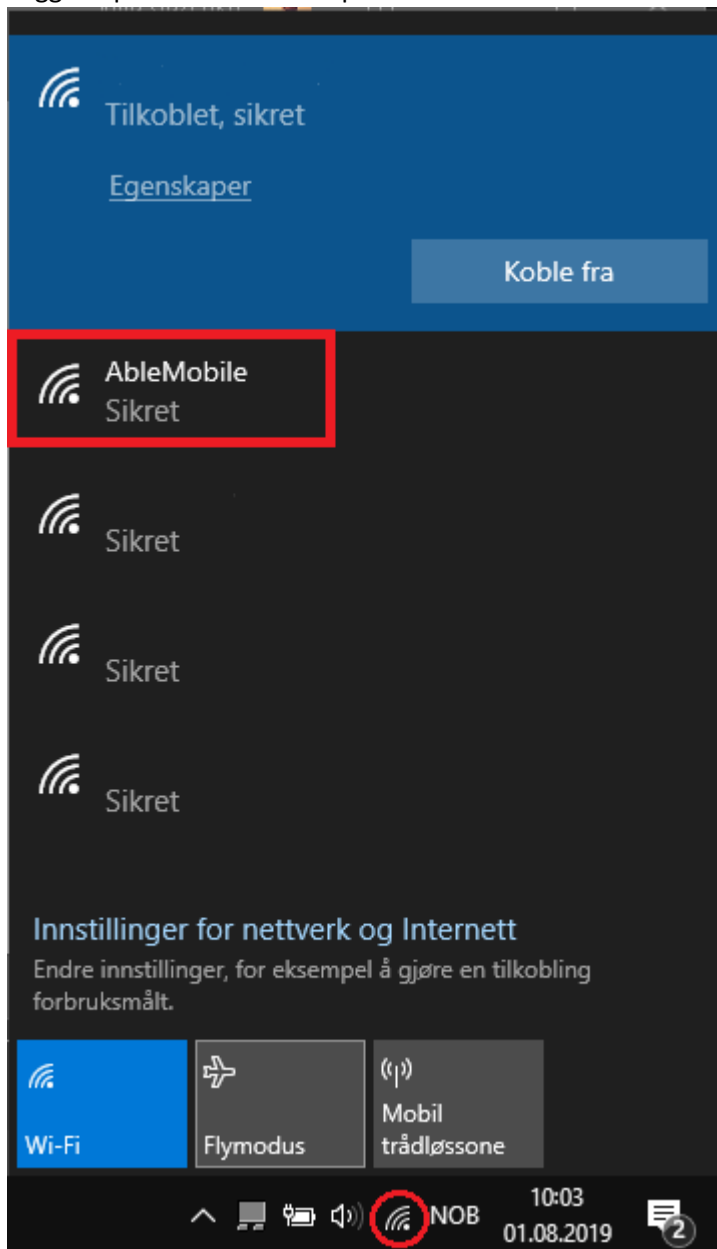 Tilkoblet, sikret
Egenskaper
Koble fra
AbleMobile
Sikret
Sikret
Sikret
Sikret
Innstillinger for nettverk og Internett
Endre innstillinger, for eksempel å gjøre en tilkobling
forbruksmålt.
Wi-Fi
Flymodus
Mobil
trådløssone
NOB
10:03
01.08.2019
2